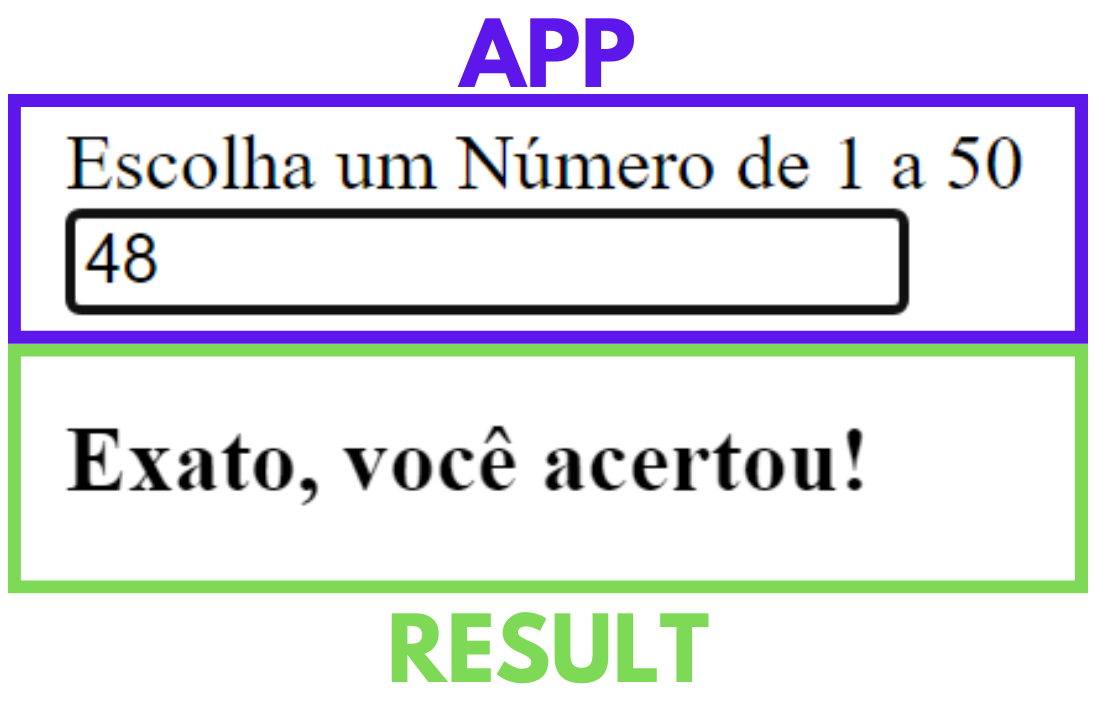 APP
Escolha um Número de 1 a 50
48
Exato, você acertou!
RESULT